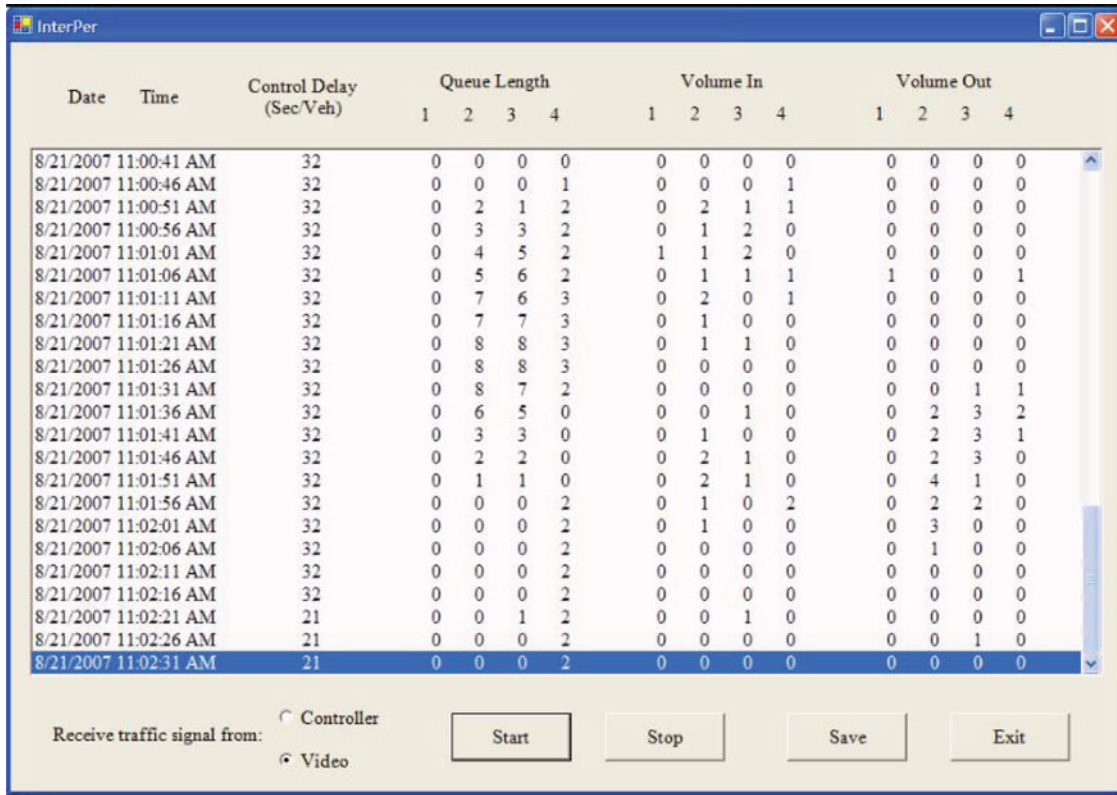 InterPer
Date Time Control Delay (Sec/Veh) Queue Length Volume In Volume Out
1 2 3 4 1 2 3 4 1 2 3 4
8/21/2007 11:00:41 AM 32 0 0 0 0 0 0 0 0 0 0 0 0
8/21/2007 11:00:46 AM 32 0 0 0 1 0 0 0 1 0 0 0 0
8/21/2007 11:00:51 AM 32 0 2 1 2 0 2 1 1 0 0 0 0
8/21/2007 11:00:56 AM 32 0 3 3 2 0 1 2 0 0 0 0 0
8/21/2007 11:01:01 AM 32 0 4 5 2 1 1 2 0 0 0 0 0
8/21/2007 11:01:06 AM 32 0 5 6 2 0 1 1 1 1 0 0 1
8/21/2007 11:01:11 AM 32 0 7 6 3 0 2 0 1 0 0 0 0
8/21/2007 11:01:16 AM 32 0 7 7 3 0 1 0 0 0 0 0 0
8/21/2007 11:01:21 AM 32 0 8 8 3 0 1 1 0 0 0 0 0
8/21/2007 11:01:26 AM 32 0 8 8 3 0 0 0 0 0 0 0 0
8/21/2007 11:01:31 AM 32 0 8 7 2 0 0 0 0 0 0 1 1
8/21/2007 11:01:36 AM 32 0 6 5 0 0 0 1 0 0 2 3 2
8/21/2007 11:01:41 AM 32 0 3 3 0 0 1 0 0 0 2 3 1
8/21/2007 11:01:46 AM 32 0 2 2 0 0 2 1 0 0 2 3 0
8/21/2007 11:01:51 AM 32 0 1 1 0 0 2 1 0 0 4 1 0
8/21/2007 11:01:56 AM 32 0 0 0 2 0 1 0 2 0 2 2 0
8/21/2007 11:02:01 AM 32 0 0 0 2 0 1 0 0 0 3 0 0
8/21/2007 11:02:06 AM 32 0 0 0 2 0 0 0 0 0 1 0 0
8/21/2007 11:02:11 AM 32 0 0 0 2 0 0 0 0 0 0 0 0
8/21/2007 11:02:16 AM 32 0 0 0 2 0 0 0 0 0 0 0 0
8/21/2007 11:02:21 AM 21 0 0 1 2 0 0 1 0 0 0 0 0
8/21/2007 11:02:26 AM 21 0 0 0 2 0 0 0 0 0 0 1 0
8/21/2007 11:02:31 AM 21 0 0 0 2 0 0 0 0 0 0 0 0
Receive traffic signal from:
Controller
Video
Start Stop Save Exit